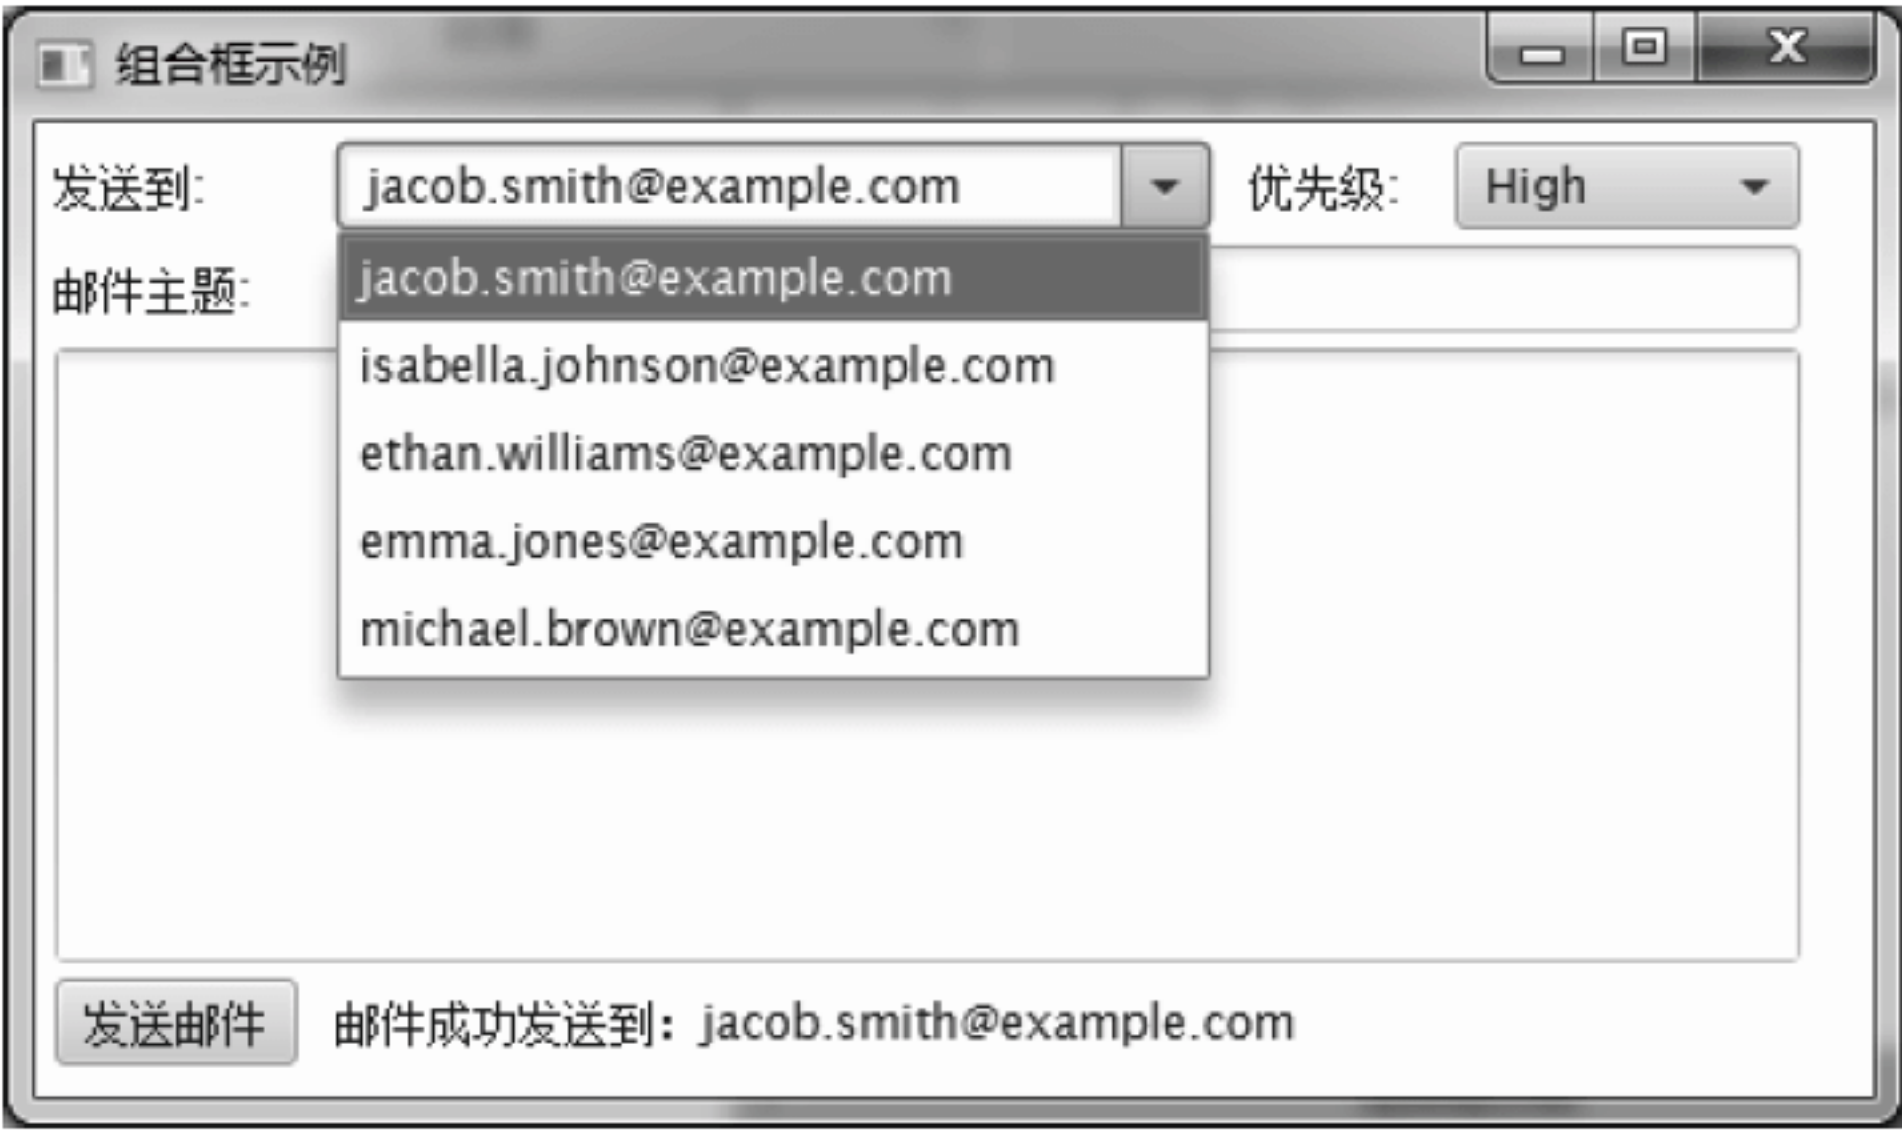 组合框示例
发送到: jacob.smith@example.com 优先级: High
邮件主题:
jacob.smith@example.com
isabella.johnson@example.com
ethan.williams@example.com
emma.jones@example.com
michael.brown@example.com
发送邮件 邮件成功发送到：jacob.smith@example.com